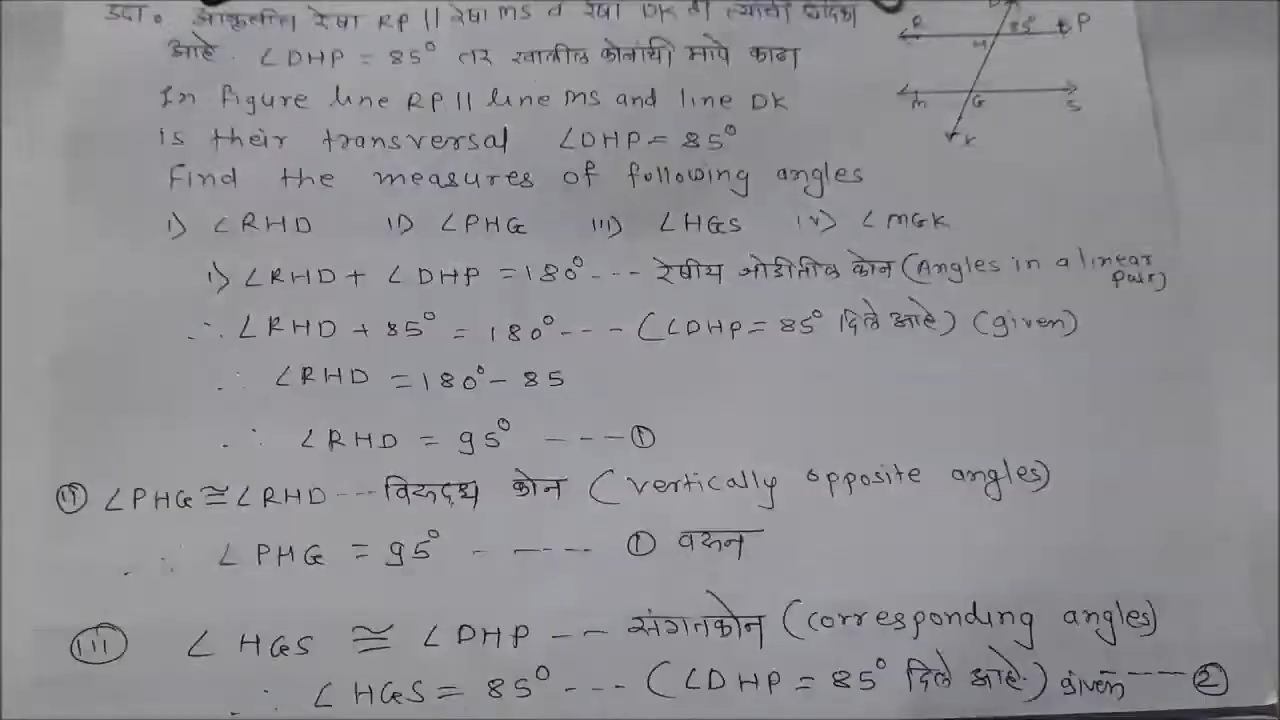 उदा. आकृतीत रेषा RP || रेषा MS व रेषा DK ही त्यांची छेदिका
आहे. ∠DHP = 85° तर खालील कोनांची मापे काढा
In figure line RP || line MS and line DK
is their transversal ∠DHP = 85°
Find the measures of following angles
i) ∠RHD ii) ∠PHG iii) ∠HGS iv) ∠MGK
i) ∠RHD + ∠DHP = 180° --- रेषीय जोडीतील कोन (Angles in a linear pair)
∴ ∠RHD + 85° = 180° --- (∠DHP = 85° दिले आहे) (given)
∴ ∠RHD = 180° - 85
∴ ∠RHD = 95° ---- ①
ii) ∠PHG ≅ ∠RHD --- विरुद्ध कोन (vertically opposite angles)
∴ ∠PHG = 95° ----- ① वरून
iii) ∠HGS ≅ ∠DHP -- संगतकोन (corresponding angles)
∴ ∠HGS = 85° --- (∠DHP = 85° दिले आहे.) given ---- ②
R H 85° P
M G S
K